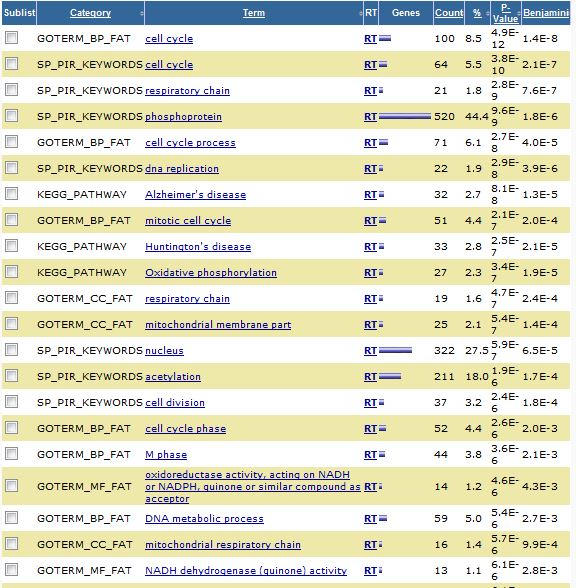 Sublist Category Term RT Genes Count % P-Value Benjamini
GOTERM_BP_FAT cell cycle RT 100 8.5 4.9E-12 1.4E-8
SP_PIR_KEYWORDS cell cycle RT 64 5.5 3.8E-10 2.1E-7
SP_PIR_KEYWORDS respiratory chain RT 21 1.8 2.8E-9 7.6E-7
SP_PIR_KEYWORDS phosphoprotein RT 520 44.4 9.6E-9 1.8E-6
GOTERM_BP_FAT cell cycle process RT 71 6.1 2.7E-8 4.0E-5
SP_PIR_KEYWORDS dna replication RT 22 1.9 2.9E-8 3.9E-6
KEGG_PATHWAY Alzheimer's disease RT 32 2.7 8.1E-8 1.3E-5
GOTERM_BP_FAT mitotic cell cycle RT 51 4.4 2.1E-7 2.0E-4
KEGG_PATHWAY Huntington's disease RT 33 2.8 2.5E-7 2.1E-5
KEGG_PATHWAY Oxidative phosphorylation RT 27 2.3 3.4E-7 1.9E-5
GOTERM_CC_FAT respiratory chain RT 19 1.6 4.7E-7 2.4E-4
GOTERM_CC_FAT mitochondrial membrane part RT 25 2.1 5.4E-7 1.4E-4
SP_PIR_KEYWORDS nucleus RT 322 27.5 5.9E-7 6.5E-5
SP_PIR_KEYWORDS acetylation RT 211 18.0 1.9E-6 1.7E-4
SP_PIR_KEYWORDS cell division RT 37 3.2 2.4E-6 1.8E-4
GOTERM_BP_FAT cell cycle phase RT 52 4.4 2.6E-6 2.0E-3
GOTERM_BP_FAT M phase RT 44 3.8 3.6E-6 2.1E-3
oxidoreductase activity, acting on NADH
GOTERM_MF_FAT or NADPH, quinone or similar compound as RT 14 1.2 4.6E-6 4.3E-3
acceptor
GOTERM_BP_FAT DNA metabolic process RT 59 5.0 5.4E-6 2.7E-3
GOTERM_CC_FAT mitochondrial respiratory chain RT 16 1.4 5.7E-6 9.9E-4
GOTERM_MF_FAT NADH dehydrogenase (quinone) activity RT 13 1.1 6.1E-6 2.8E-3